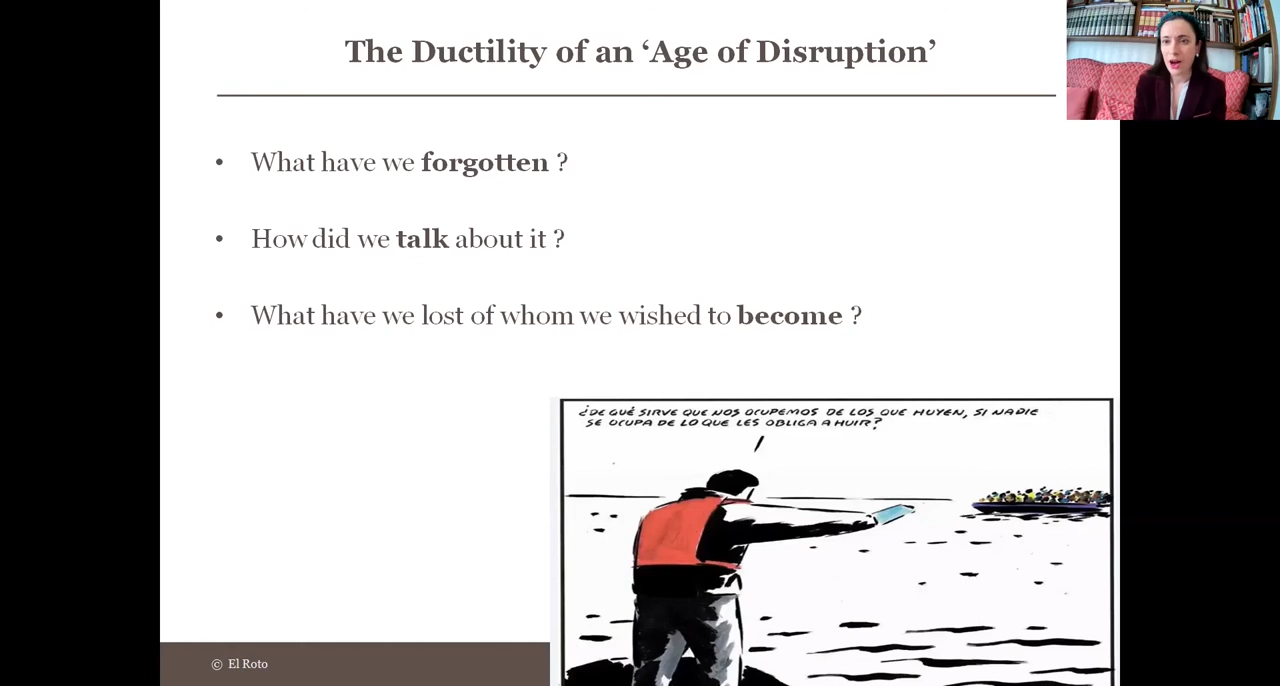 The Ductility of an ‘Age of Disruption’
• What have we forgotten ?
• How did we talk about it ?
• What have we lost of whom we wished to become ?
¿DE QUÉ SIRVE QUE NOS OCUPEMOS DE LOS QUE HUYEN, SI NADIE
SE OCUPA DE LO QUE LES OBLIGA A HUIR?
© El Roto